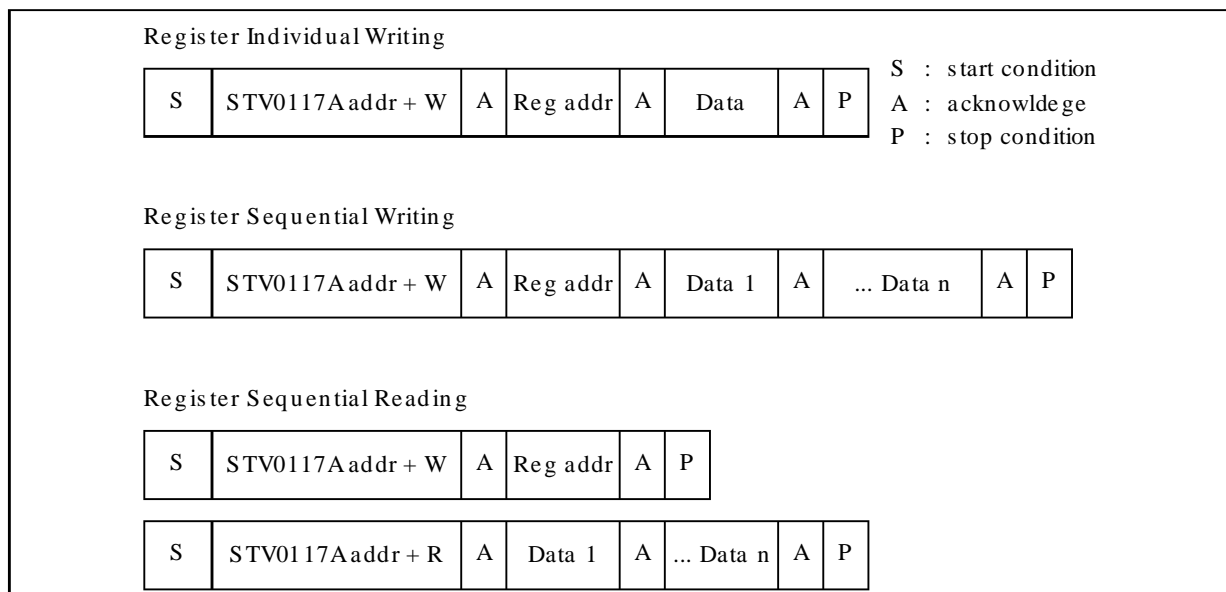 Register Individual Writing
S STV0117A addr + W A Reg addr A Data A P
S : start condition
A : acknowldege
P : stop condition
Register Sequential Writing
S STV0117A addr + W A Reg addr A Data 1 A ... Data n A P
Register Sequential Reading
S STV0117A addr + W A Reg addr A P
S STV0117A addr + R A Data 1 A ... Data n A P